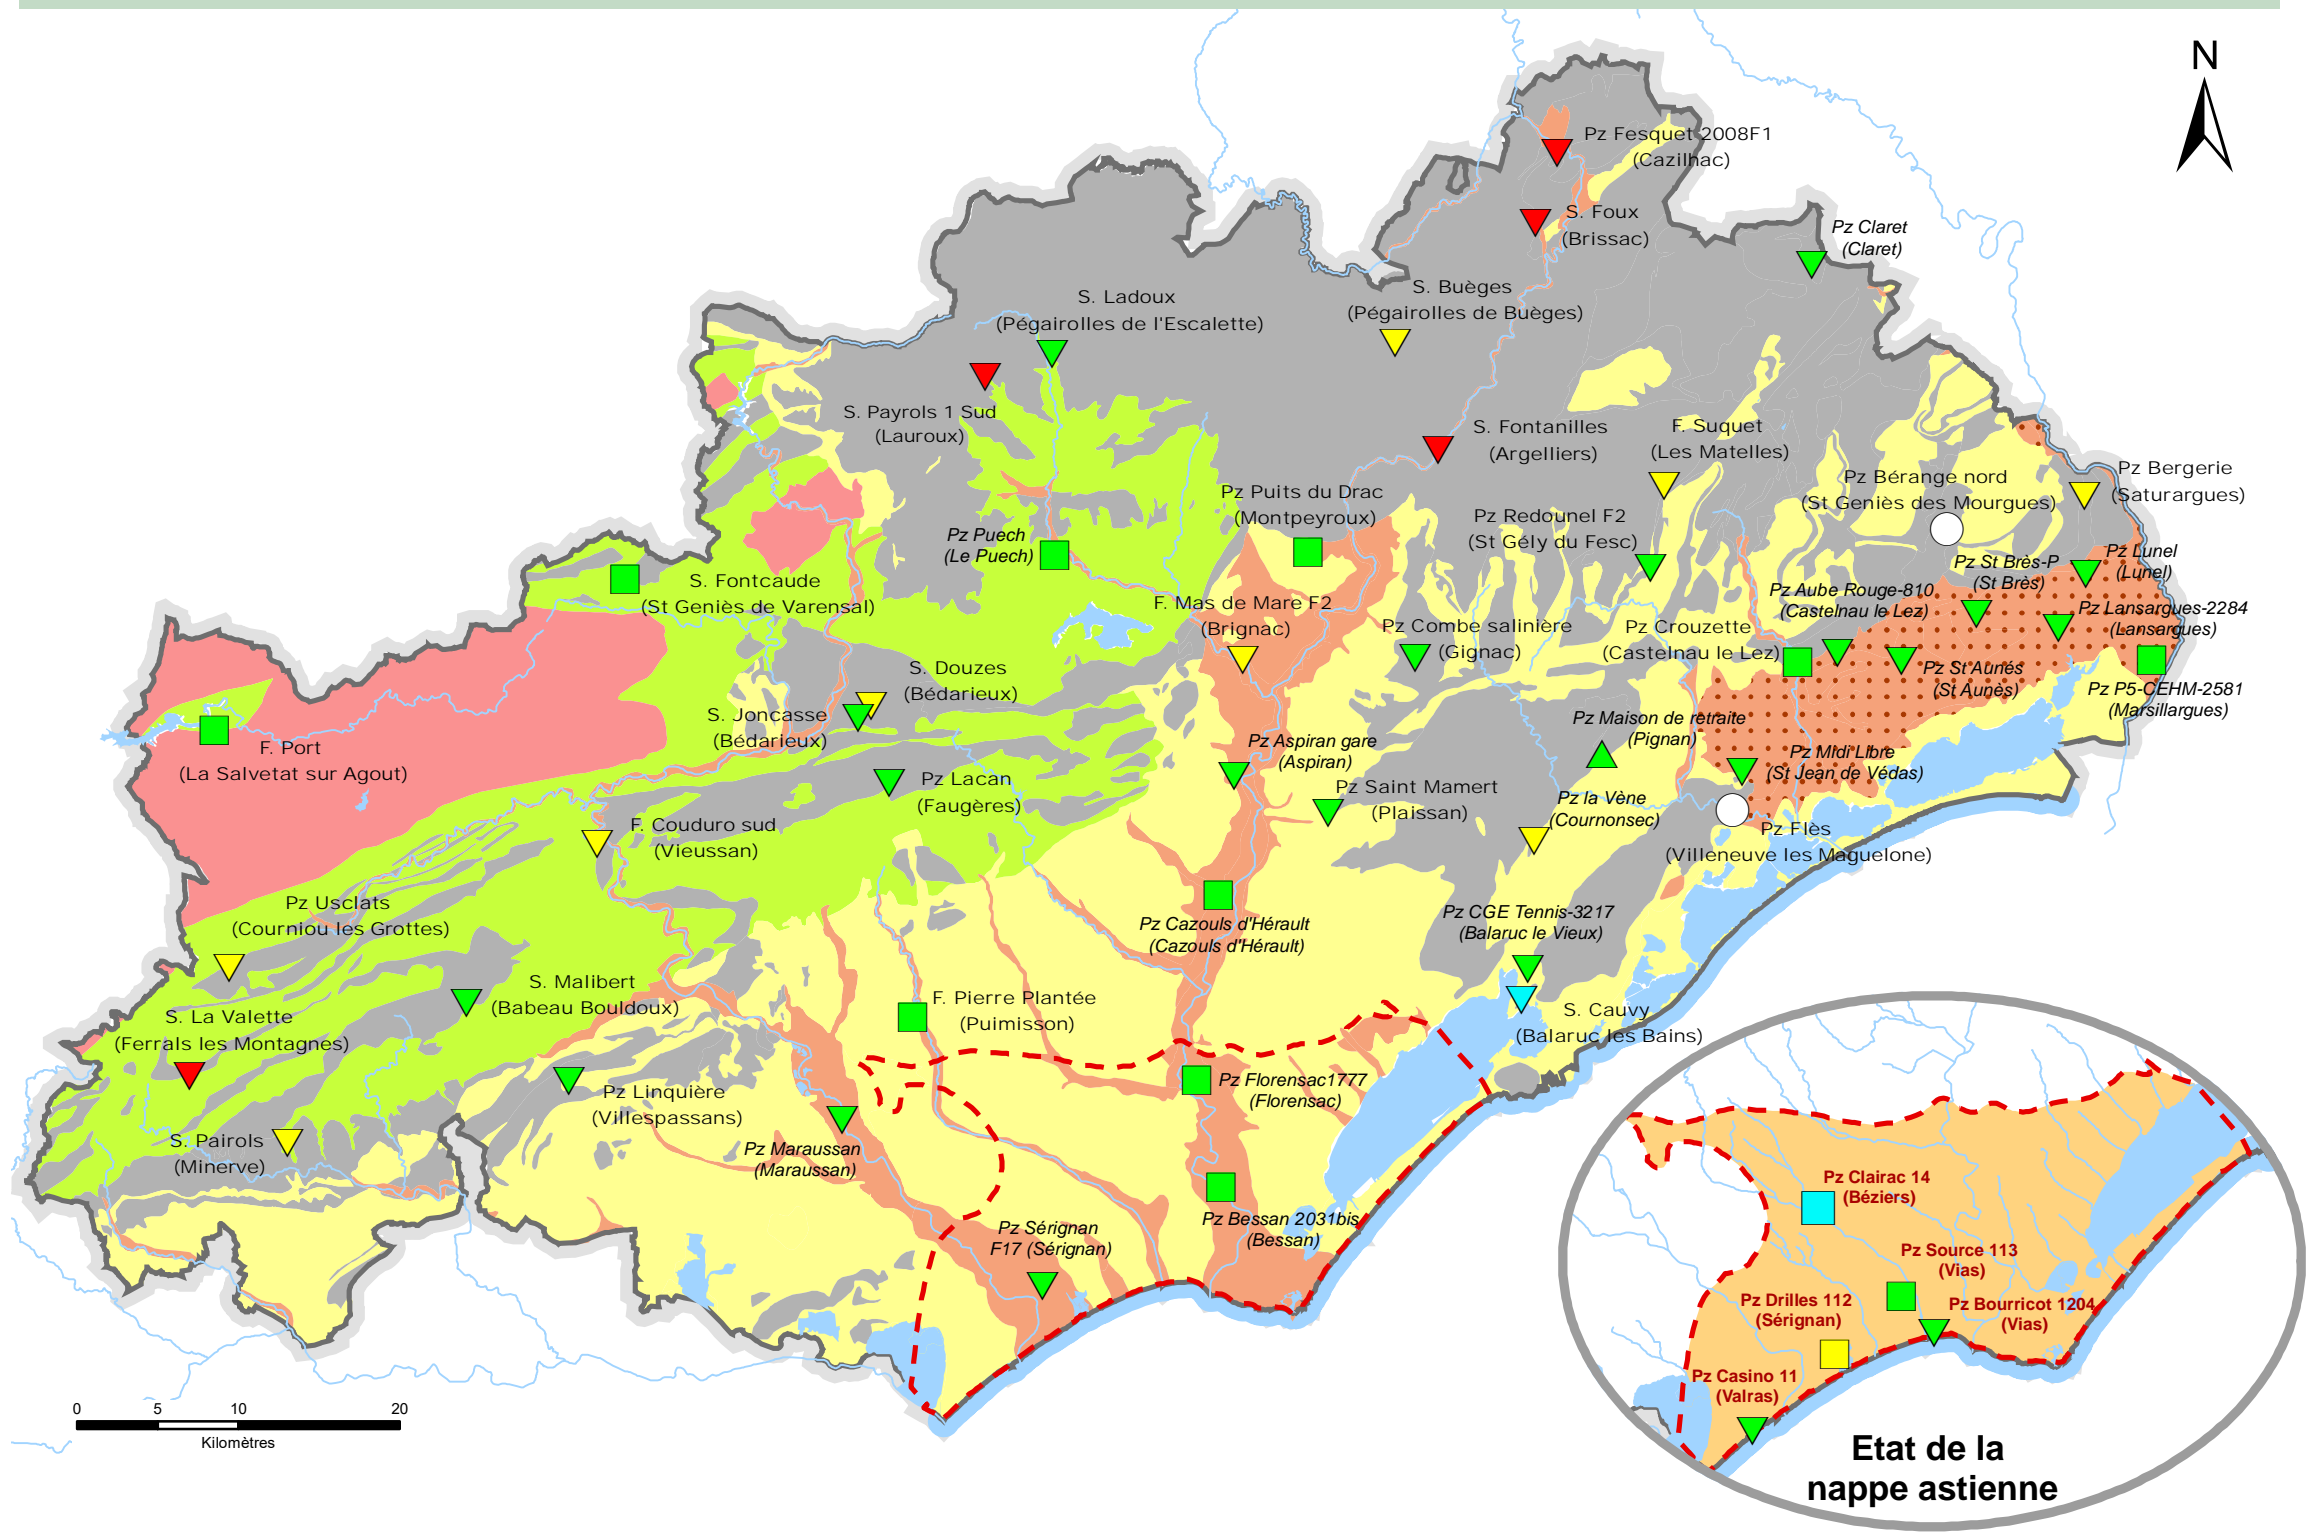 N
Pz Fesquet 2008F1
(Cazilhac)
S. Foux
(Brissac)
Pz Claret
(Claret)
S. Ladoux
(Pégairolles de l'Escalette)
S. Buèges
(Pégairolles de Buèges)
S. Payrols 1 Sud
(Lauroux)
S. Fontanilles
(Argelliers)
F. Suquet
(Les Matelles)
Pz Bérange nord
(St Geniès des Mourgues)
Pz Bergerie
(Saturargues)
Pz Puits du Drac
(Montpeyroux)
Pz Redounel F2
(St Gély du Fesc)
Pz Puech
(Le Puech)
Pz Lunel
(Lunel)
Pz St Brès-P
(St Brès)
S. Fontcaude
(St Geniès de Varensal)
Pz Aube Rouge-810
(Castelnau le Lez)
F. Mas de Mare F2
(Brignac)
Pz Lansargues-2284
(Lansargues)
Pz Combe salinière
(Gignac)
Pz Crouzette
(Castelnau le Lez)
S. Douzes
(Bédarieux)
Pz St Aunés
(St Aunès)
Pz P5-CEHM-2581
(Marsillargues)
S. Joncasse
(Bédarieux)
Pz Maison de retraite
(Pignan)
F. Port
(La Salvetat sur Agout)
Pz Aspiran gare
(Aspiran)
Pz Midi Libre
(St Jean de Védas)
Pz Lacan
(Faugères)
Pz Saint Mamert
(Plaissan)
Pz la Vène
(Cournonsec)
F. Couduro sud
(Vieussan)
Pz Flès
(Villeneuve les Maguelone)
Pz Usclats
(Courniou les Grottes)
Pz Cazouls d'Hérault
(Cazouls d'Hérault)
Pz CGE Tennis-3217
(Balaruc le Vieux)
S. Malibert
(Babeau Bouldoux)
F. Pierre Plantée
(Puimisson)
S. Cauvy
(Balaruc les Bains)
S. La Valette
(Ferrals les Montagnes)
Pz Linquière
(Villespassans)
Pz Florensac1777
(Florensac)
S. Pairols
(Minerve)
Pz Maraussan
(Maraussan)
Pz Bessan 2031bis
(Bessan)
Pz Sérignan
F17 (Sérignan)
Pz Clairac 14
(Béziers)
Pz Source 113
(Vias)
Pz Drilles 112
(Sérignan)
Pz Bourricot 1204
(Vias)
Pz Casino 11
(Valras)
Etat de la
nappe astienne
0 5 10 20
Kilomètres